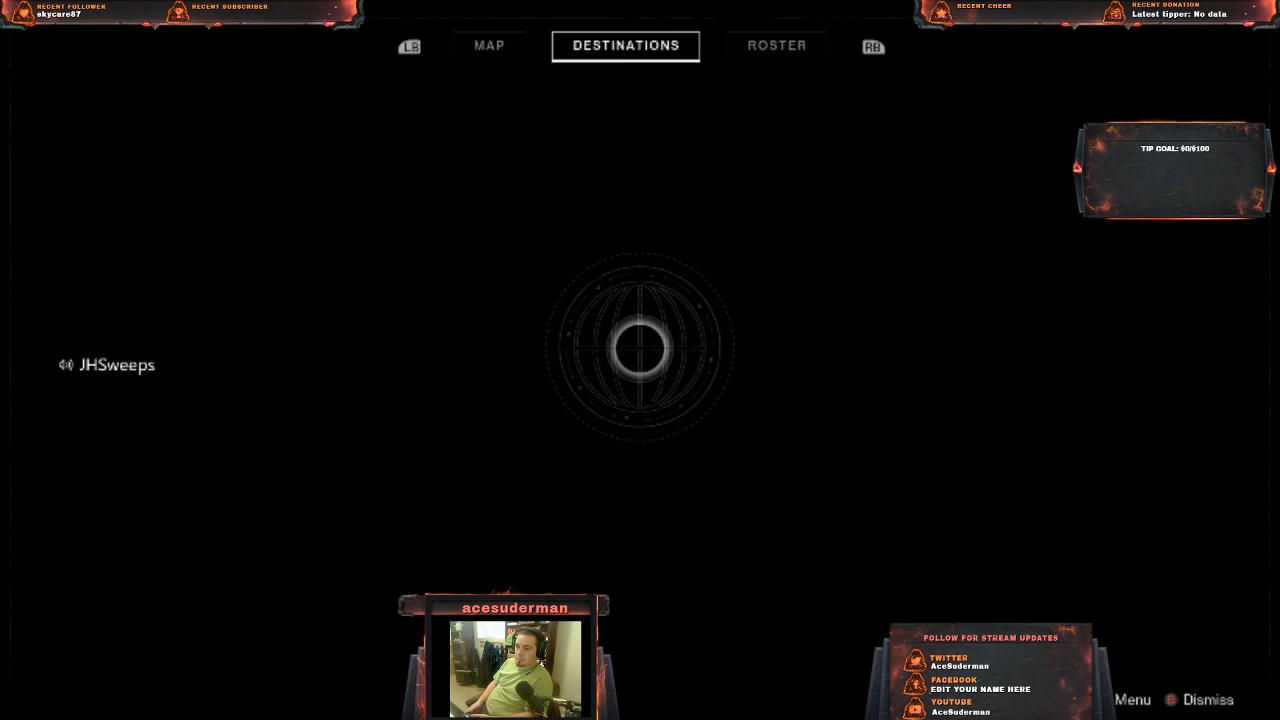 RECENT FOLLOWER
skycare87
RECENT SUBSCRIBER
RECENT CHEER
RECENT DONATION
Latest tipper: No data
LB
MAP
DESTINATIONS
ROSTER
RB
TIP GOAL: $0/$100
JHSweeps
acesuderman
FOLLOW FOR STREAM UPDATES
TWITTER
AceSuderman
FACEBOOK
EDIT YOUR NAME HERE
YOUTUBE
AceSuderman
Menu
B Dismiss